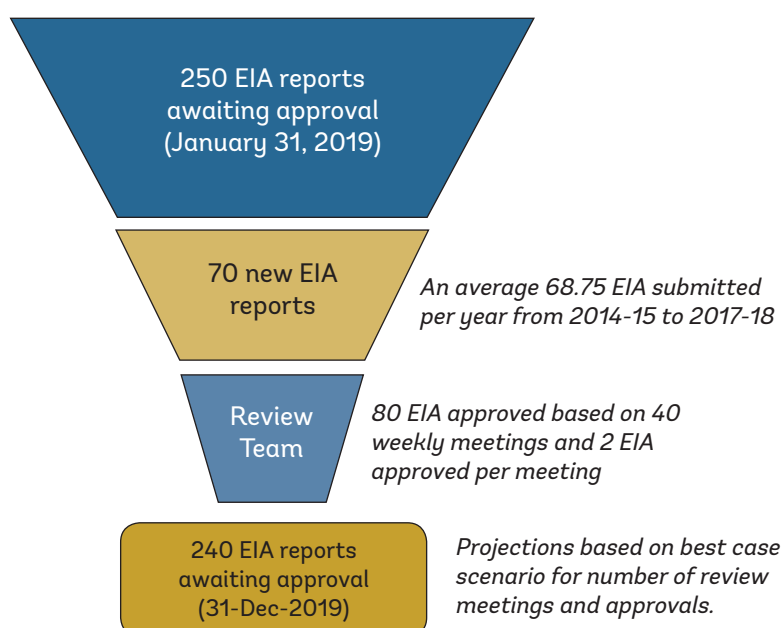 250 EIA reports
awaiting approval
(January 31, 2019)
70 new EIA
reports
An average 68.75 EIA submitted
per year from 2014-15 to 2017-18
Review
Team
80 EIA approved based on 40
weekly meetings and 2 EIA
approved per meeting
240 EIA reports
awaiting approval
(31-Dec-2019)
Projections based on best case
scenario for number of review
meetings and approvals.